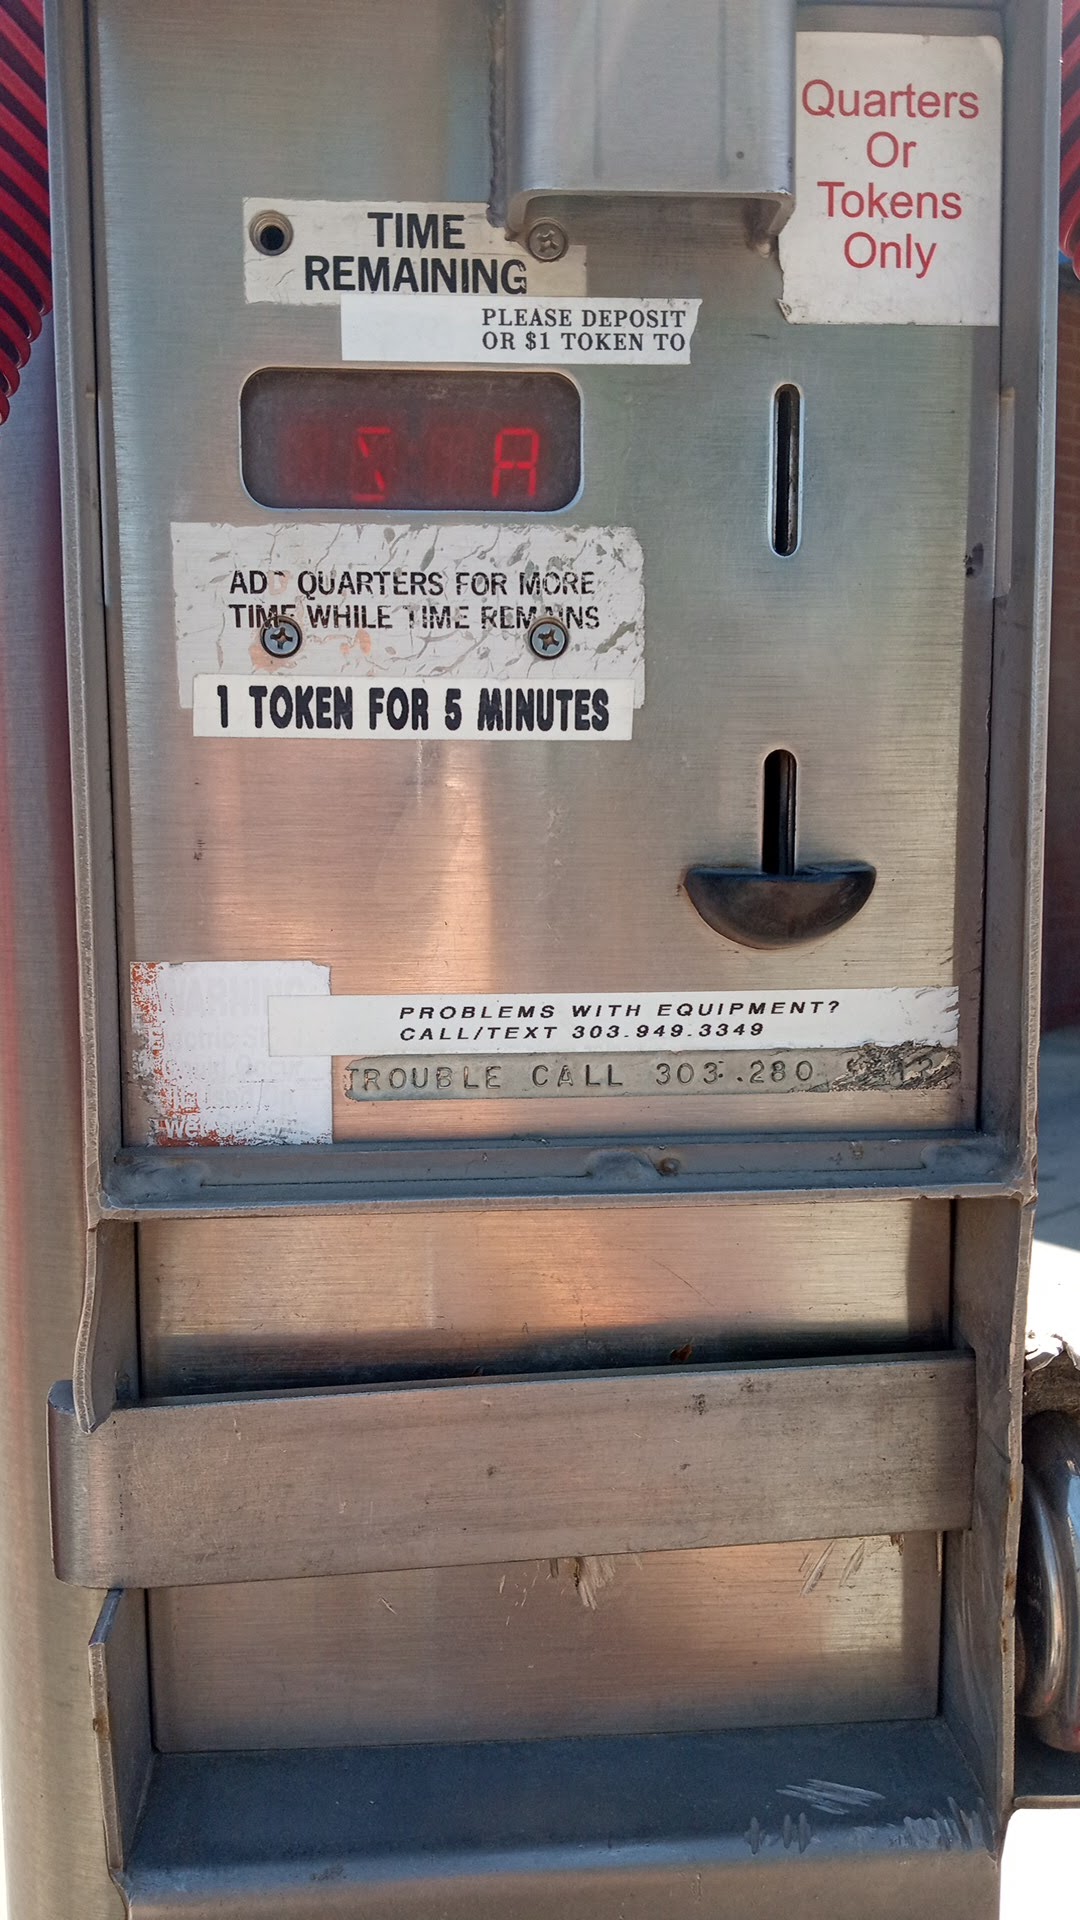 Quarters
Or
Tokens
Only
TIME
REMAINING
PLEASE DEPOSIT
OR $1 TOKEN TO
A
ADD QUARTERS FOR MORE
TIME WHILE TIME REMAINS
1 TOKEN FOR 5 MINUTES
PROBLEMS WITH EQUIPMENT?
CALL/TEXT 303.949.3349
TROUBLE CALL 303.280
WARNING